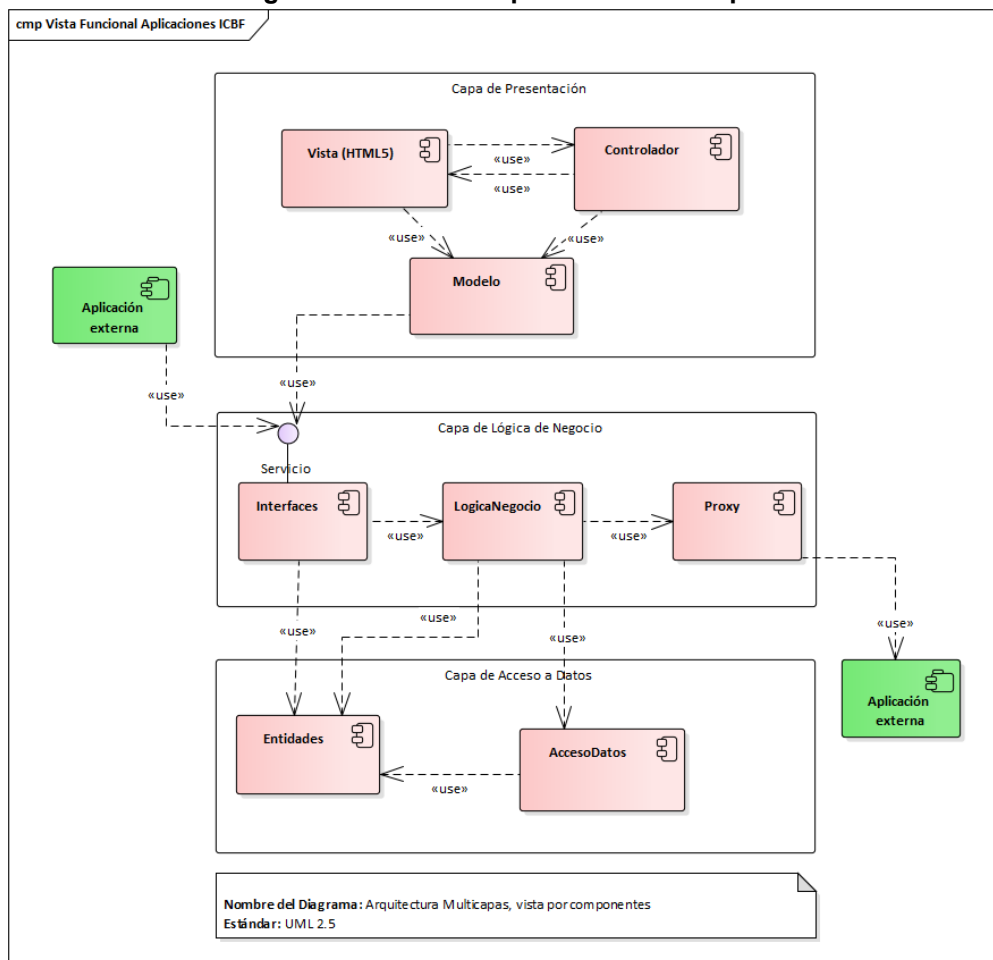 cmp Vista Funcional Aplicaciones ICBF
Capa de Presentación
Vista (HTML5)
Controlador
«use»
«use»
«use»
«use»
Modelo
Aplicación
externa
«use»
«use»
Capa de Lógica de Negocio
Servicio
Interfaces
LogicaNegocio
Proxy
«use»
«use»
«use»
«use»
«use»
«use»
Aplicación
externa
Capa de Acceso a Datos
Entidades
AccesoDatos
«use»
Nombre del Diagrama: Arquitectura Multicapas, vista por componentes
Estándar: UML 2.5